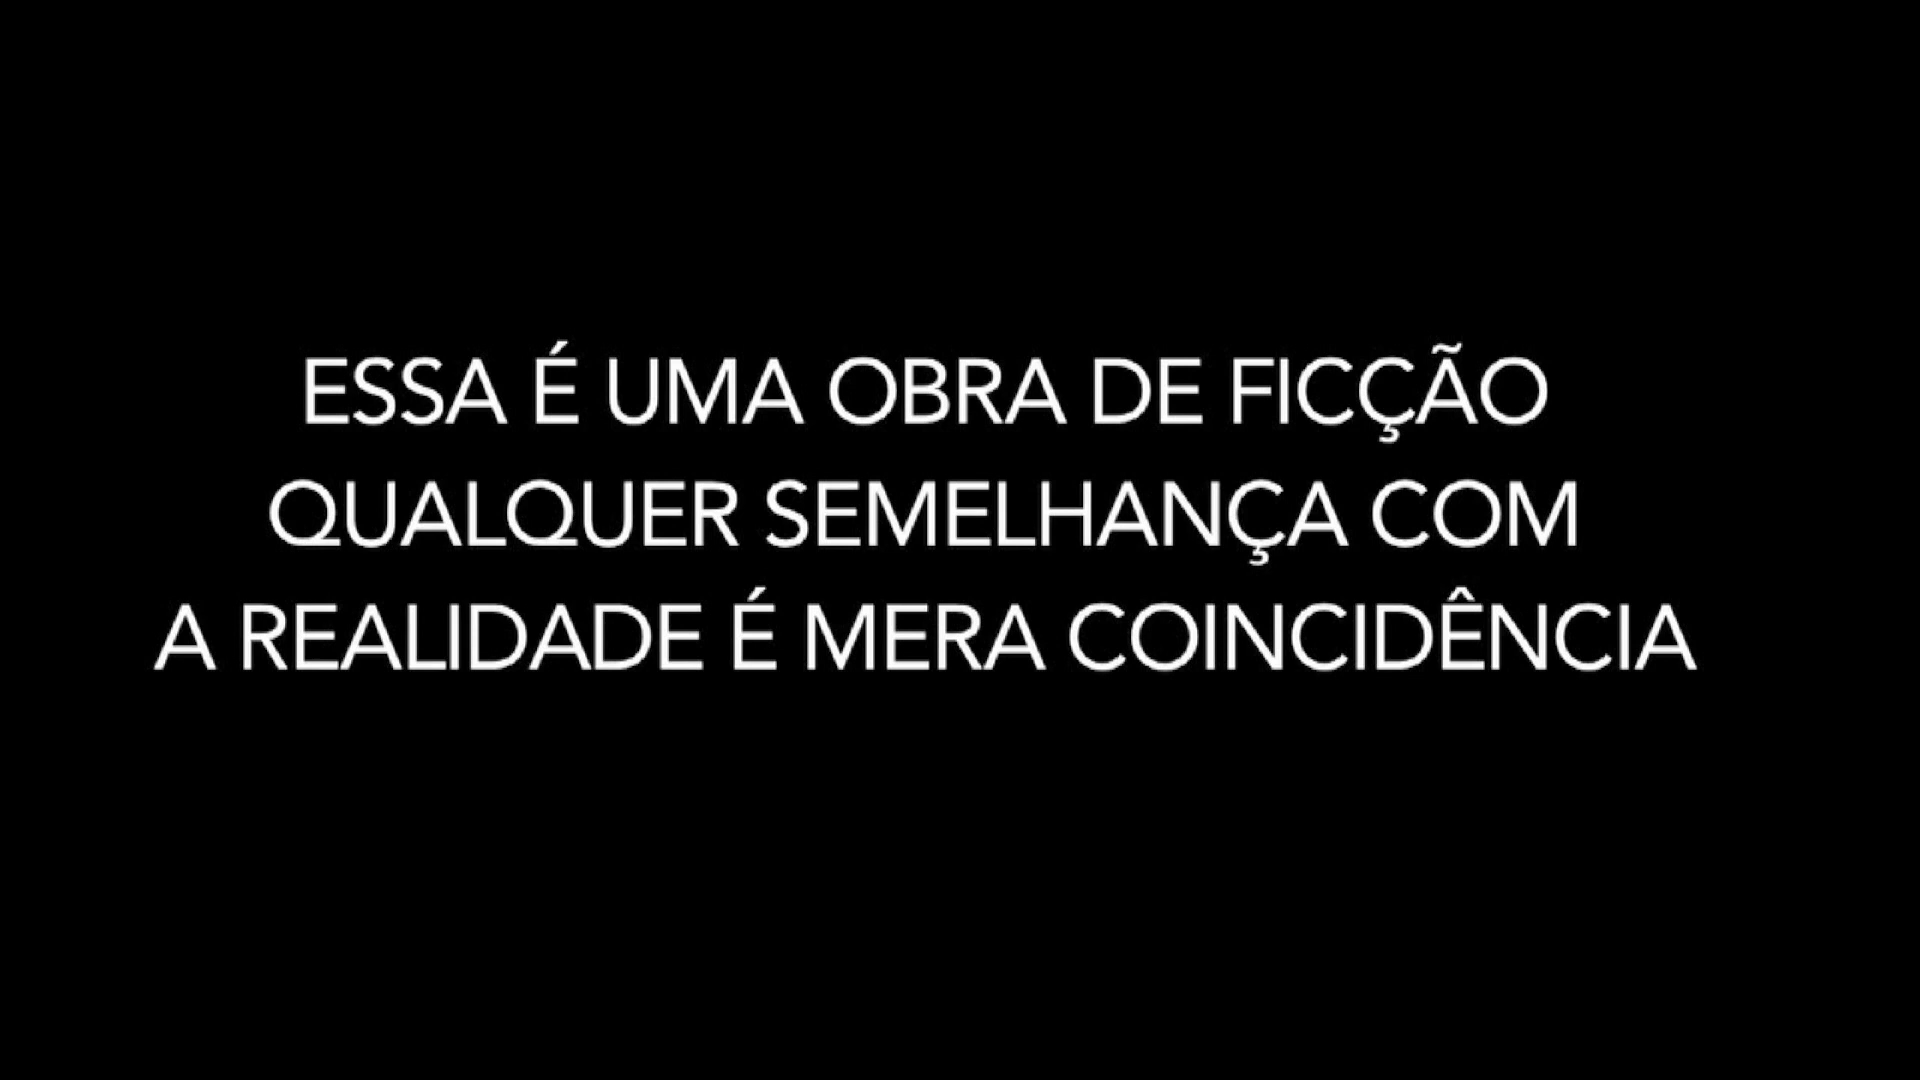 ESSA É UMA OBRA DE FICÇÃO
QUALQUER SEMELHANÇA COM
A REALIDADE É MERA COINCIDÊNCIA